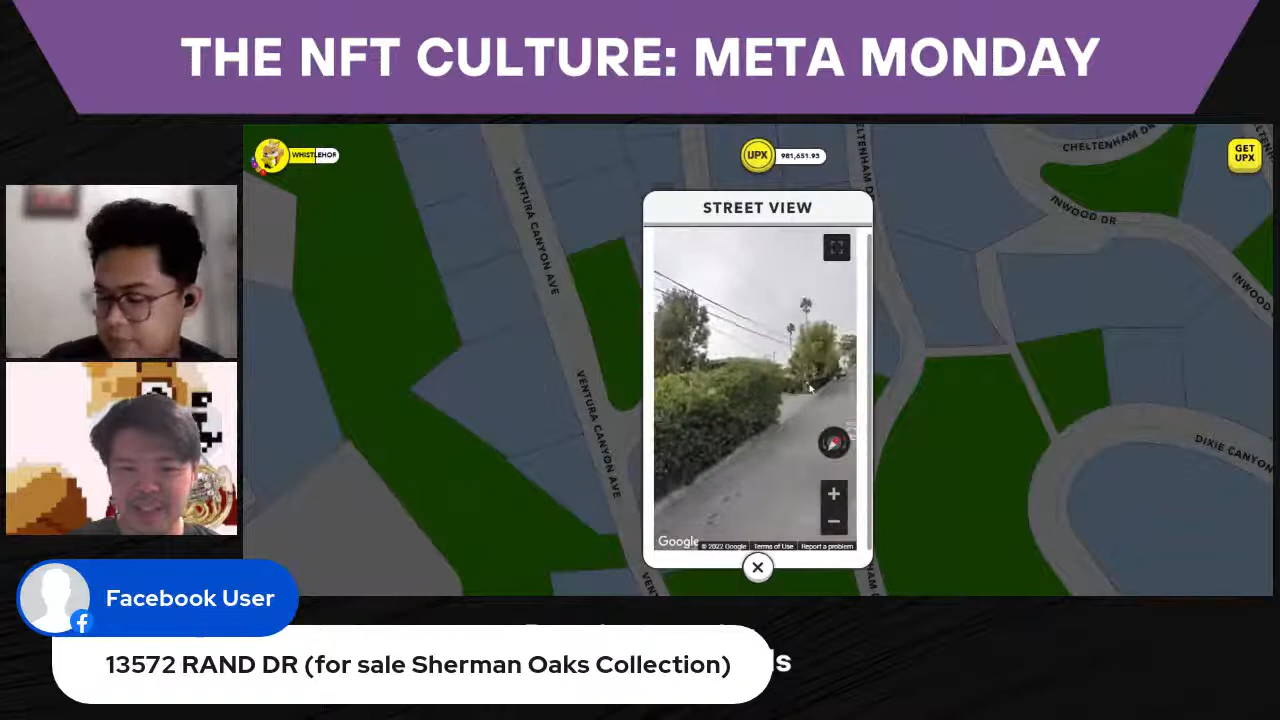 THE NFT CULTURE: META MONDAY
WHISTLEHOR
UPX
981,651.93
GET
UPX
CHELTENHAM DR
INWOOD DR
INWOOD
VENTURA CANYON AVE
VENTURA CANYON AVE
DIXIE CANYON
STREET VIEW
Google
© 2022 Google
Terms of Use
Report a problem
Facebook User
13572 RAND DR (for sale Sherman Oaks Collection)